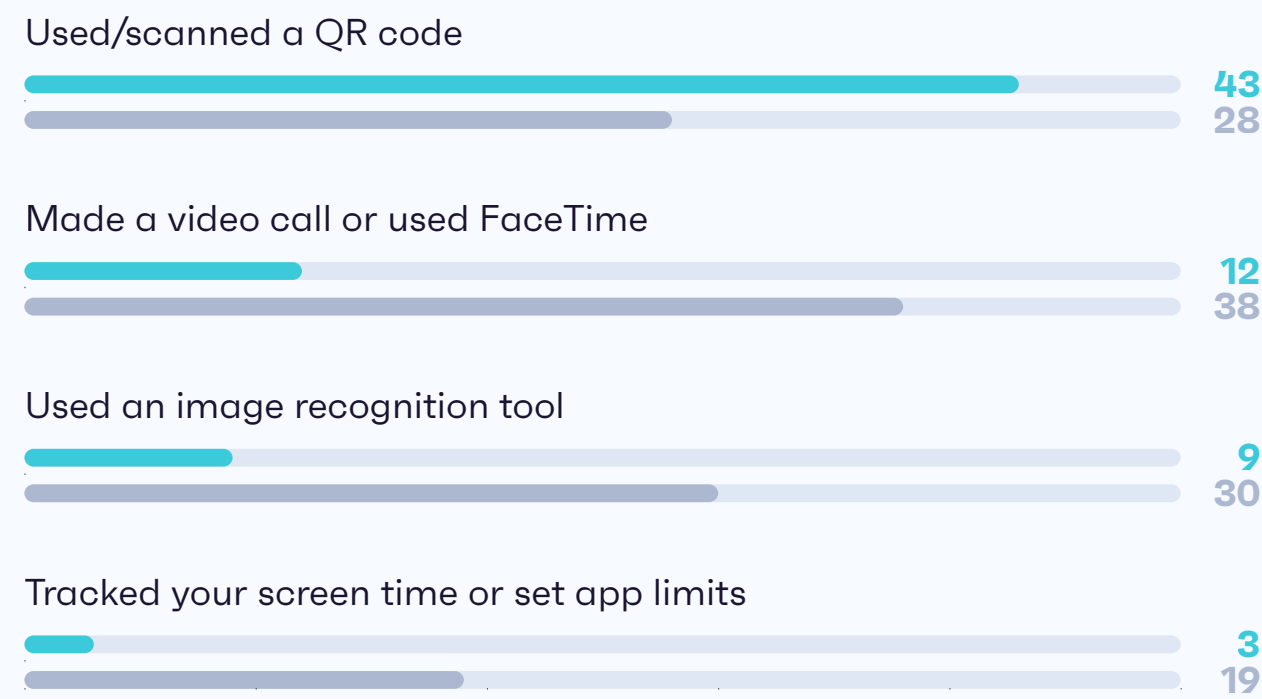 Used/scanned a QR code
43
28
Made a video call or used FaceTime
12
38
Used an image recognition tool
9
30
Tracked your screen time or set app limits
3
19